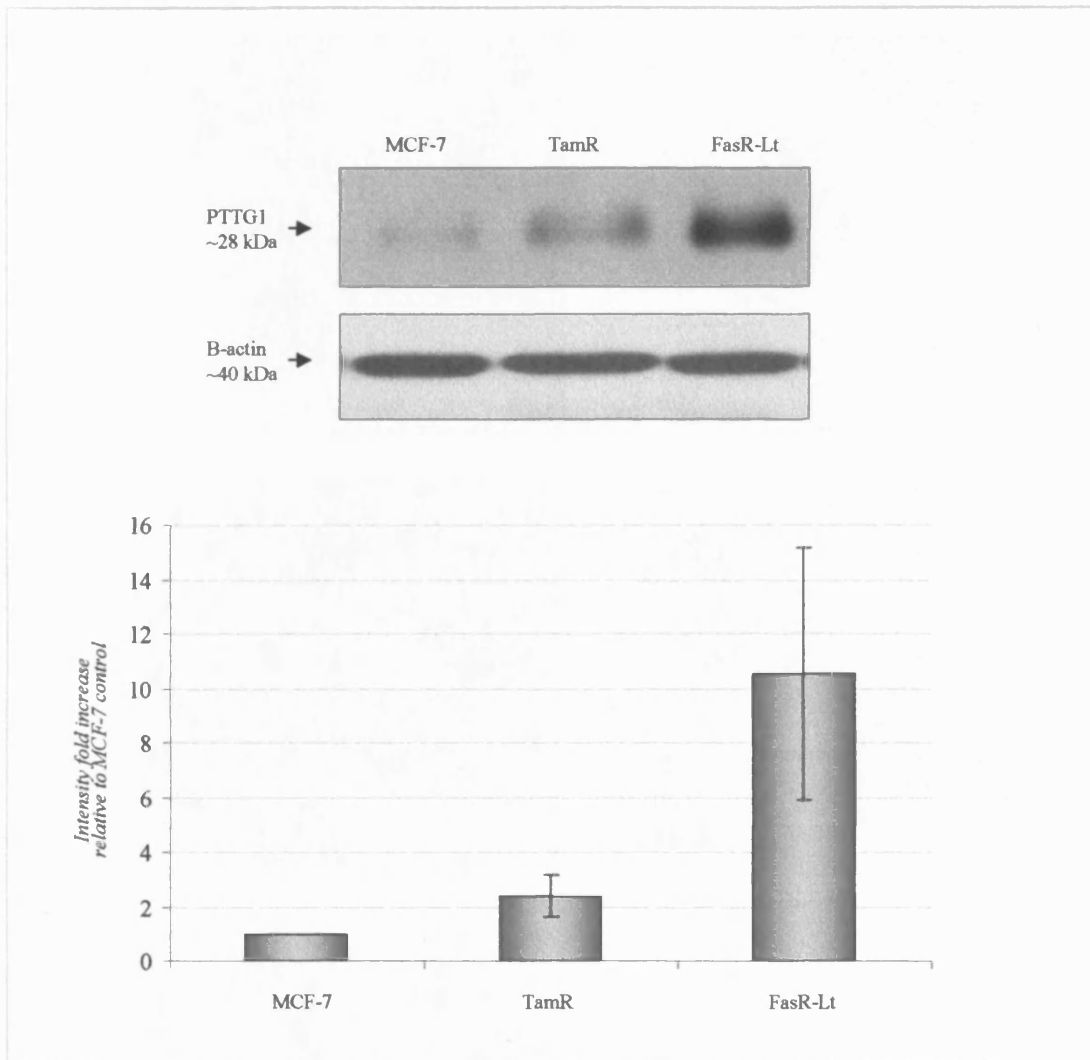 MCF-7 TamR FasR-Lt
PTTG1
~28 kDa
B-actin
~40 kDa
16
14
12
10
8
6
4
2
0
Intensity fold increase
relative to MCF-7 control
MCF-7 TamR FasR-Lt